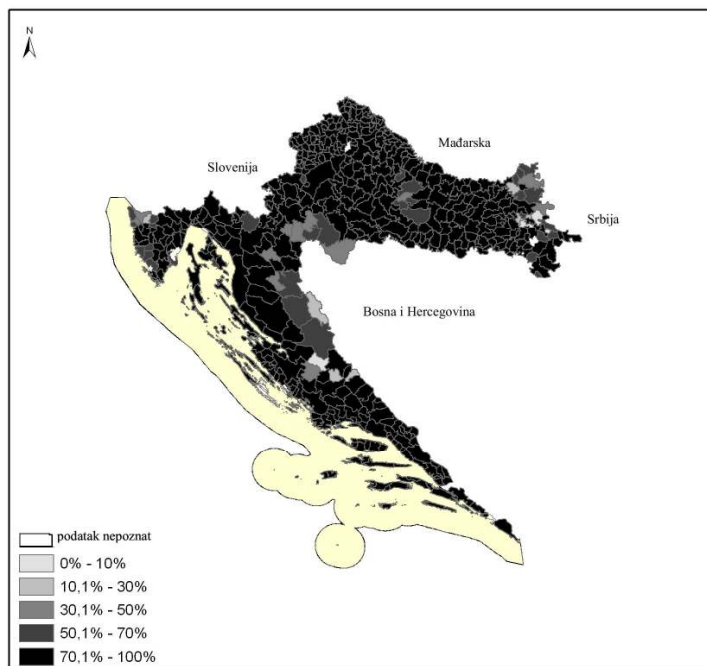 N
Mađarska
Slovenija
Srbija
Bosna i Hercegovina
podatak nepoznat
0% - 10%
10,1% - 30%
30,1% - 50%
50,1% - 70%
70,1% - 100%